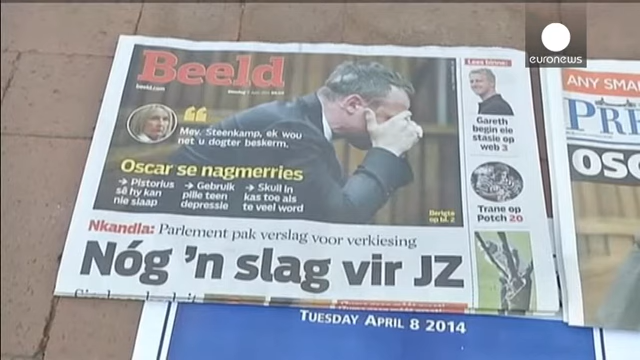 euronews
Beeld
beeld.com
Lees binne:
Mev. Steenkamp, ek wou
net u dogter beskerm.
Oscar se nagmerries
→ Pistorius
sê hy kan
nie slaap
→ Gebruik
pille teen
depressie
→ Skuil in
kas toe als
te veel word
Berigte
op bl. 2
Gareth
begin eie
stasie op
web 3
Trane op
Potch 20
Nkandla: Parlement pak verslag voor verkiesing
Nóg 'n slag vir JZ
ANY SMA
PRE
OSC
TUESDAY APRIL 8 2014